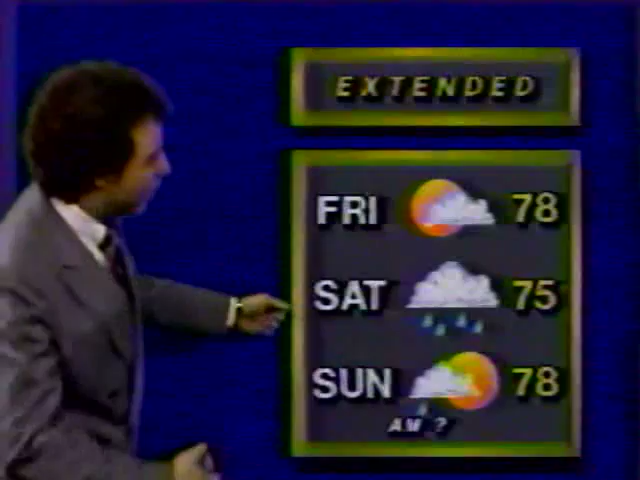 EXTENDED
FRI 78
SAT 75
SUN 78
AM ?